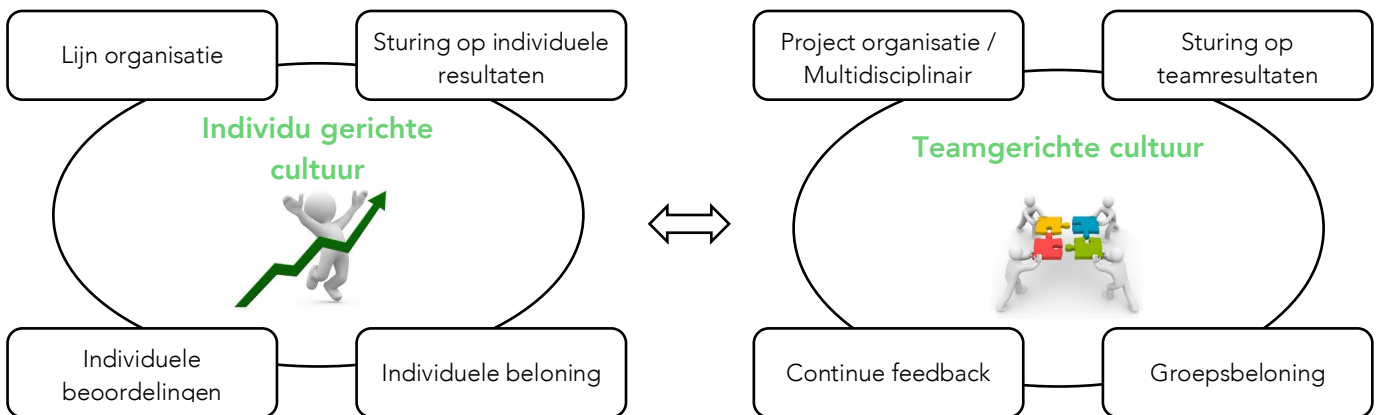 Lijn organisatie
Sturing op individuele
resultaten
Individu gerichte
cultuur
Individuele
beoordelingen
Individuele beloning
Project organisatie /
Multidisciplinair
Sturing op
teamresultaten
Teamgerichte cultuur
Continue feedback
Groepsbeloning